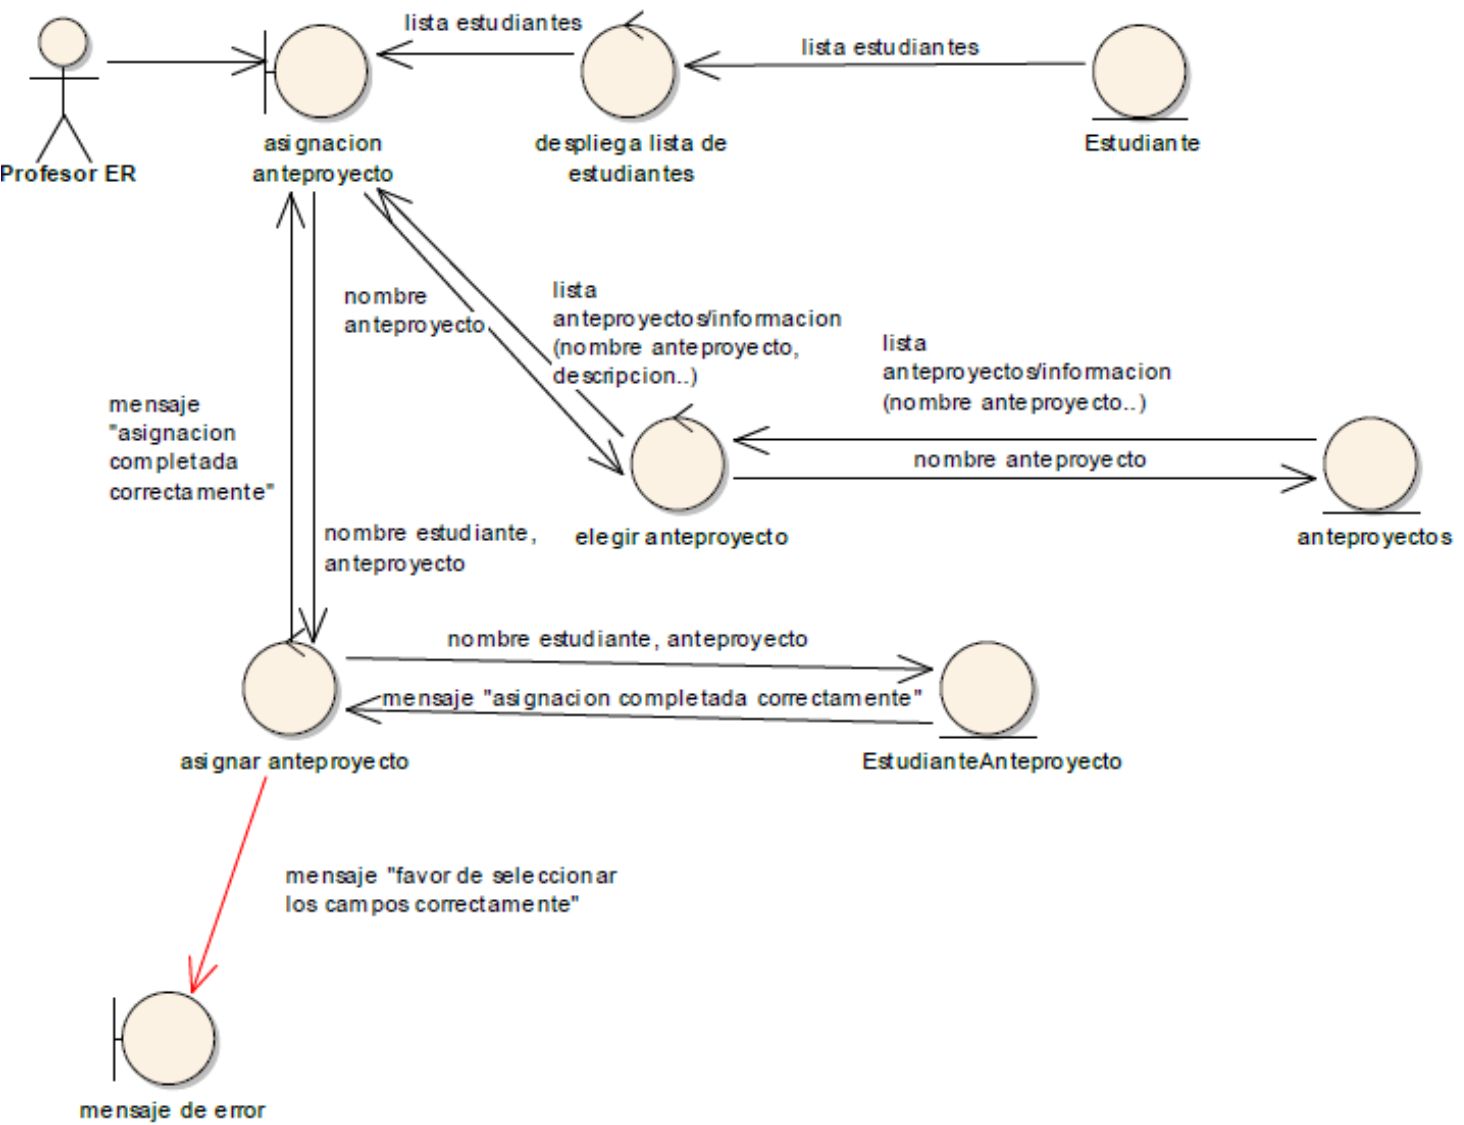 lista estudiantes
lista estudiantes
asignacion
anteproyecto
despliega lista de
estudiantes
Estudiante
Profesor ER
nombre
anteproyecto
lista
anteproyectos/informacion
(nombre anteproyecto,
descripcion..)
lista
anteproyectos/informacion
(nombre anteproyecto..)
mensaje
"asignacion
completada
correctamente"
nombre anteproyecto
nombre estudiante,
anteproyecto
elegir anteproyecto
anteproyectos
nombre estudiante, anteproyecto
mensaje "asignacion completada correctamente"
asignar anteproyecto
EstudianteAnteproyecto
mensaje "favor de seleccionar
los campos correctamente"
mensaje de error